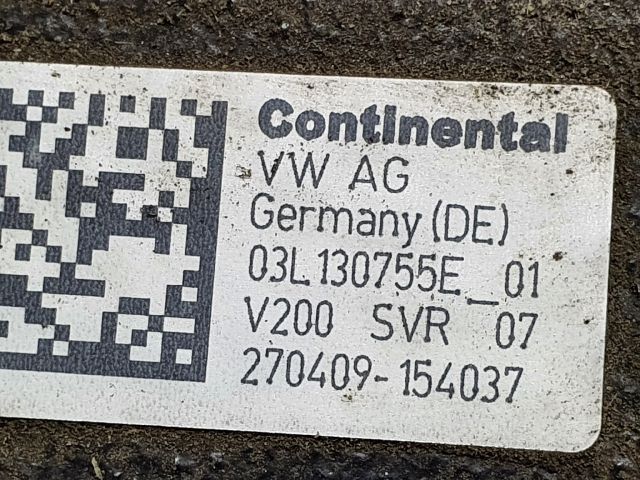 Continental
VW AG
Germany (DE)
03L130755E_01
V200 SVR 07
270409-154037